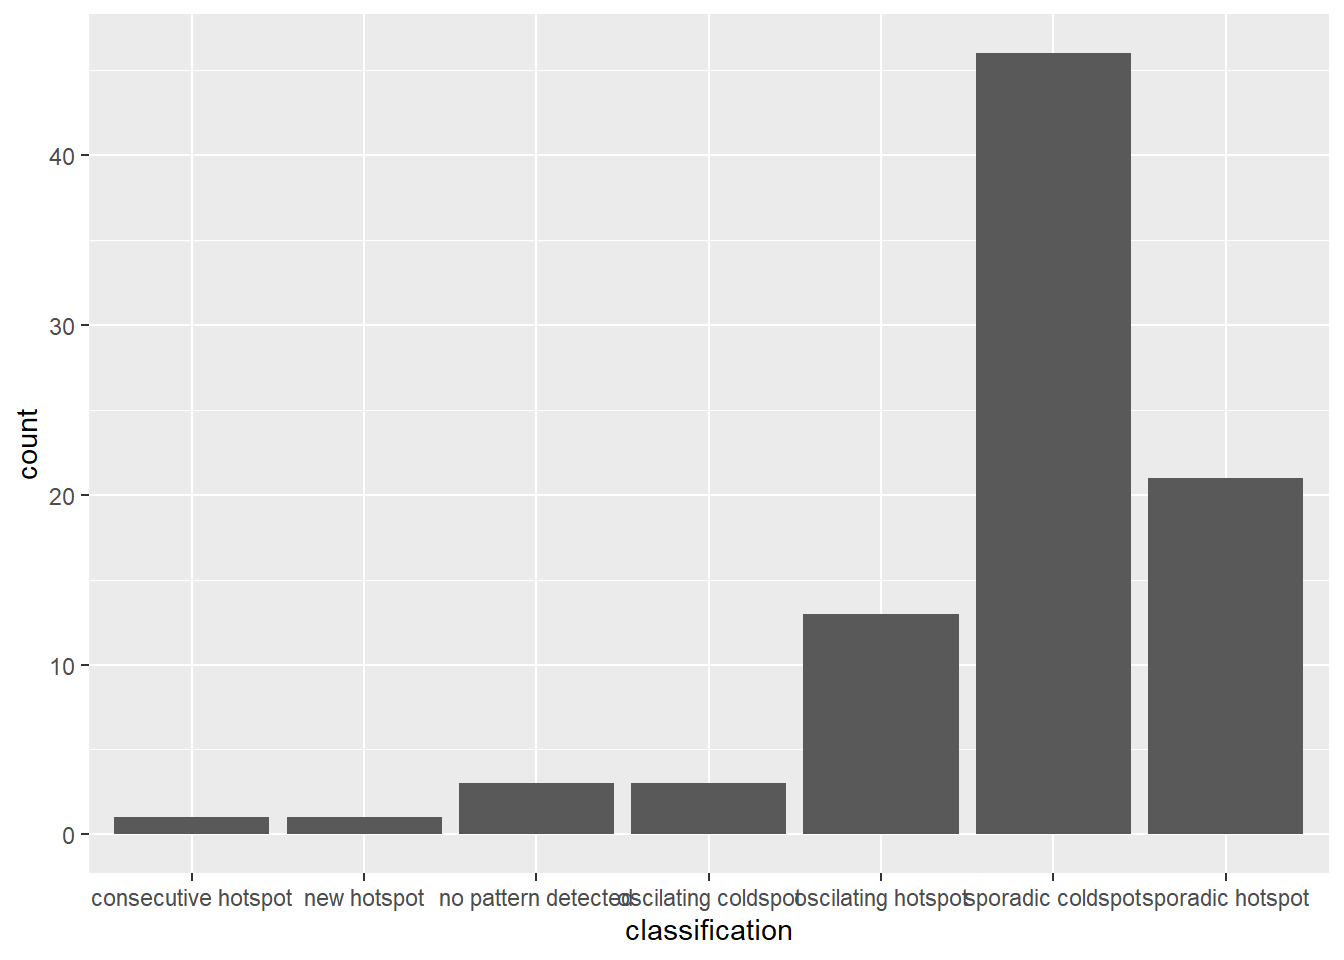 40
30
20
10
0
count
consecutive hotspot new hotspot no pattern detected oscilating coldspot oscilating hotspot sporadic coldspot sporadic hotspot
classification